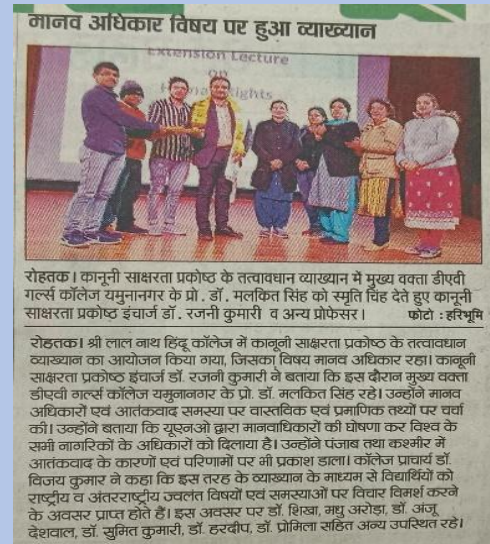 मानव अधिकार विषय पर हुआ व्याख्यान
Extension Lecture
on
Human Rights
रोहतक। कानूनी साक्षरता प्रकोष्ठ के तत्वावधान व्याख्यान में मुख्य वक्ता डीएवी
गर्ल्स कॉलेज यमुनानगर के प्रो. डॉ. मलकित सिंह को स्मृति चिंह देते हुए कानूनी
साक्षरता प्रकोष्ठ इंचार्ज डॉ. रजनी कुमारी व अन्य प्रोफेसर। फोटो : हरिभूमि
रोहतक। श्री लाल नाथ हिंदू कॉलेज में कानूनी साक्षरता प्रकोष्ठ के तत्वावधान
व्याख्यान का आयोजन किया गया, जिसका विषय मानव अधिकार रहा। कानूनी
साक्षरता प्रकोष्ठ इंचार्ज डॉ. रजनी कुमारी ने बताया कि इस दौरान मुख्य वक्ता
डीएवी गर्ल्स कॉलेज यमुनानगर के प्रो. डॉ. मलकित सिंह रहे। उन्होंने मानव
अधिकारों एवं आतंकवाद समस्या पर वास्तविक एवं प्रमाणिक तथ्यों पर चर्चा
की। उन्होंने बताया कि यूएनओ द्वारा मानवाधिकारों की घोषणा कर विश्व के
सभी नागरिकों के अधिकारों को दिलाया है। उन्होंने पंजाब तथा कश्मीर में
आतंकवाद के कारणों एवं परिणामों पर भी प्रकाश डाला। कॉलेज प्राचार्य डॉ.
विजय कुमार ने कहा कि इस तरह के व्याख्यान के माध्यम से विद्यार्थियों को
राष्ट्रीय व अंतरराष्ट्रीय ज्वलंत विषयों एवं समस्याओं पर विचार विमर्श करने
के अवसर प्राप्त होते हैं। इस अवसर पर डॉ. शिखा, मधु अरोड़ा, डॉ. अंजू
देशवाल, डॉ. सुमित कुमारी, डॉ. हरदीप, डॉ. प्रोमिला सहित अन्य उपस्थित रहे।